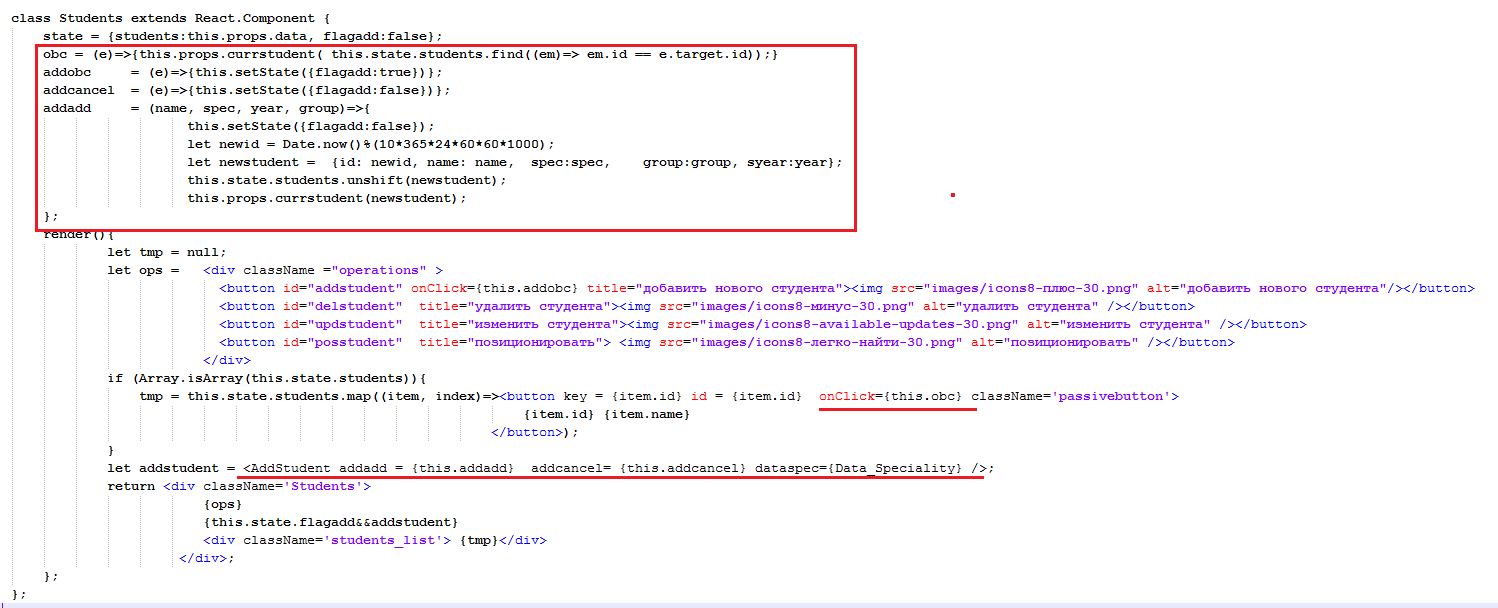 class Students extends React.Component {
state = {students:this.props.data, flagadd:false};
obc = (e)=>{this.props.currstudent( this.state.students.find((em)=> em.id == e.target.id));}
addobc = (e)=>{this.setState({flagadd:true})};
addcancel = (e)=>{this.setState({flagadd:false})};
addadd = (name, spec, year, group)=>{
this.setState({flagadd:false});
let newid = Date.now()%(10*365*24*60*60*1000);
let newstudent = {id: newid, name: name, spec:spec, group:group, syear:year};
this.state.students.unshift(newstudent);
this.props.currstudent(newstudent);
};
render(){
let tmp = null;
let ops = <div className ="operations" >
<button id="addstudent" onClick={this.addobc} title="добавить нового студента"><img src="images/icons8-плюс-30.png" alt="добавить нового студента"/></button>
<button id="delstudent" title="удалить студента"><img src="images/icons8-минус-30.png" alt="удалить студента" /></button>
<button id="updstudent" title="изменить студента"><img src="images/icons8-available-updates-30.png" alt="изменить студента" /></button>
<button id="posstudent" title="позиционировать"> <img src="images/icons8-легко-найти-30.png" alt="позиционировать" /></button>
</div>
if (Array.isArray(this.state.students)){
tmp = this.state.students.map((item, index)=><button key = {item.id} id = {item.id} onClick={this.obc} className='passivebutton'>
{item.id} {item.name}
</button>);
}
let addstudent = <AddStudent addadd = {this.addadd} addcancel= {this.addcancel} dataspec={Data_Speciality} />;
return <div className='Students'>
{ops}
{this.state.flagadd&&addstudent}
<div className='students_list'> {tmp}</div>
</div>;
};
};